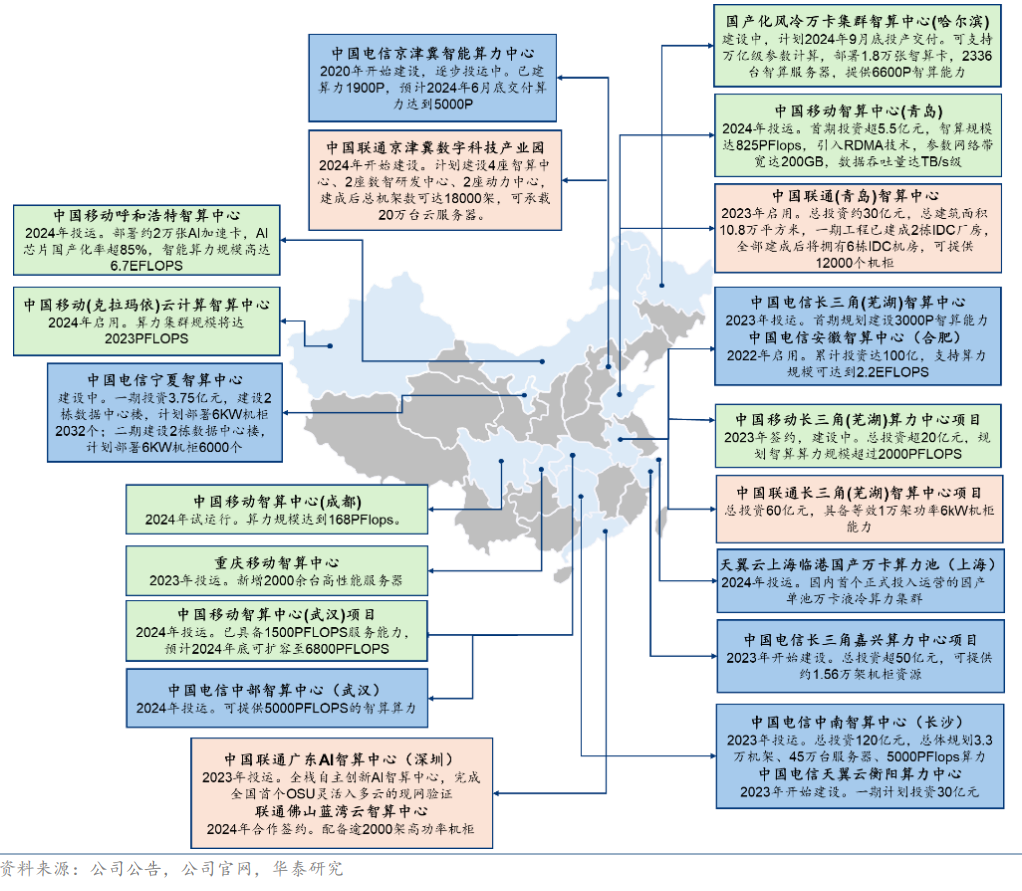 中国电信京津冀智能算力中心
2020年开始建设，逐步投运中。已建
算力1900P，预计2024年6月底交付算
力达到5000P
中国联通京津冀数字科技产业园
2024年开始建设。计划建设4座智算中
心、2座数智研发中心、2座动力中心，
建成后总机架数可达18000架，可承载
20万台云服务器。
中国移动呼和浩特智算中心
2024年投运。部署约2万张AI加速卡，AI
芯片国产化率超85%，智能算力规模高达
6.7EFLOPS
中国移动(克拉玛依)云计算智算中心
2024年启用。算力集群规模将达
2023PFLOPS
中国电信宁夏智算中心
建设中。一期投资3.75亿元，建设2
栋数据中心楼，计划部署6KW机柜
2032个；二期建设2栋数据中心楼，
计划部署6KW机柜6000个
中国移动智算中心(成都)
2024年试运行。算力规模达到168PFlops。
重庆移动智算中心
2023年投运。新增2000余台高性能服务器
中国移动智算中心(武汉)项目
2024年投运。已具备1500PFLOPS服务能力，
预计2024年底可扩容至6800PFLOPS
中国电信中部智算中心（武汉）
2024年投运。可提供5000PFLOPS的智算算力
中国联通广东AI智算中心（深圳）
2023年投运。全栈自主创新AI智算中心，完成
全国首个OSU灵活入多云的现网验证
联通佛山蓝湾云智算中心
2024年合作签约。配备逾2000架高功率机柜
国产化风冷万卡集群智算中心(哈尔滨)
建设中，计划2024年9月底投产交付。可支持
万亿级参数计算，部署1.8万张智算卡，2336
台智算服务器，提供6600P智算能力
中国移动智算中心(青岛)
2024年投运。首期投资超5.5亿元，智算规模
达825PFlops，引入RDMA技术，参数网络带
宽达200GB，数据吞吐量达TB/s级
中国联通(青岛)智算中心
2023年启用。总投资约30亿元，总建筑面积
10.8万平方米，一期工程已建成2栋IDC厂房，
全部建成后将拥有6栋IDC机房，可提供
12000个机柜
中国电信长三角(芜湖)智算中心
2023年投运。首期规划建设3000P智算能力
中国电信安徽智算中心（合肥）
2022年启用。累计投资达100亿，支持算力
规模可达到2.2EFLOPS
中国移动长三角(芜湖)算力中心项目
2023年签约，建设中。总投资超20亿元，规
划智算算力规模超过2000PFLOPS
中国联通长三角(芜湖)智算中心项目
总投资60亿元，具备等效1万架功率6kW机柜
能力
天翼云上海临港国产万卡算力池（上海）
2024年投运。国内首个正式投入运营的国产
单池万卡液冷算力集群
中国电信长三角嘉兴算力中心项目
2023年开始建设。总投资超50亿元，可提供
约1.56万架机柜资源
中国电信中南智算中心（长沙）
2023年投运。总投资120亿元，总体规划3.3
万机架、45万台服务器、5000PFlops算力
中国电信天翼云衡阳算力中心
2023年开始建设。一期计划投资30亿元
资料来源：公司公告，公司官网，华泰研究